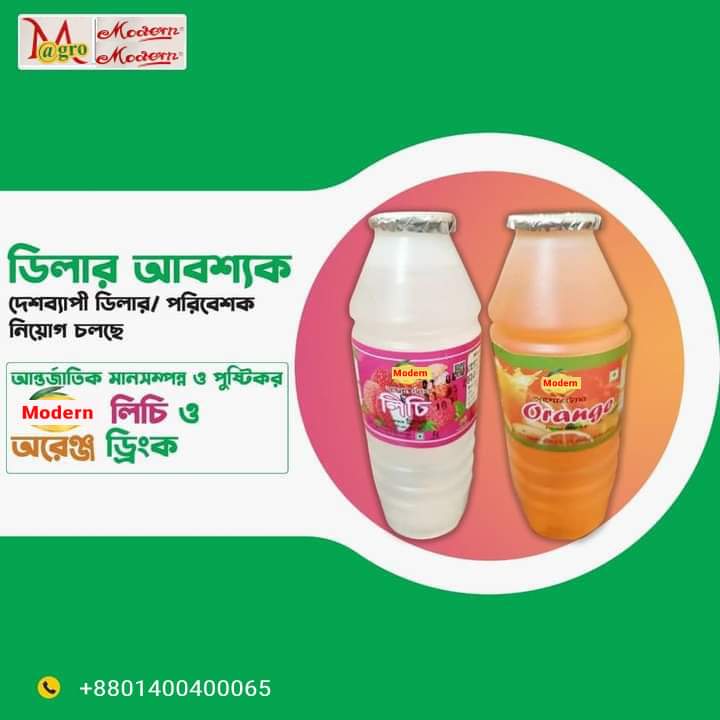 M@gro
Modern®
Modern®
ডিলার আবশ্যক
দেশব্যাপী ডিলার/ পরিবেশক
নিয়োগ চলছে
আন্তর্জাতিক মানসম্পন্ন ও পুষ্টিকর
Modern লিচি ও
অরেঞ্জ ড্রিংক
Modern
লিচি
Modern
Orange
+8801400400065